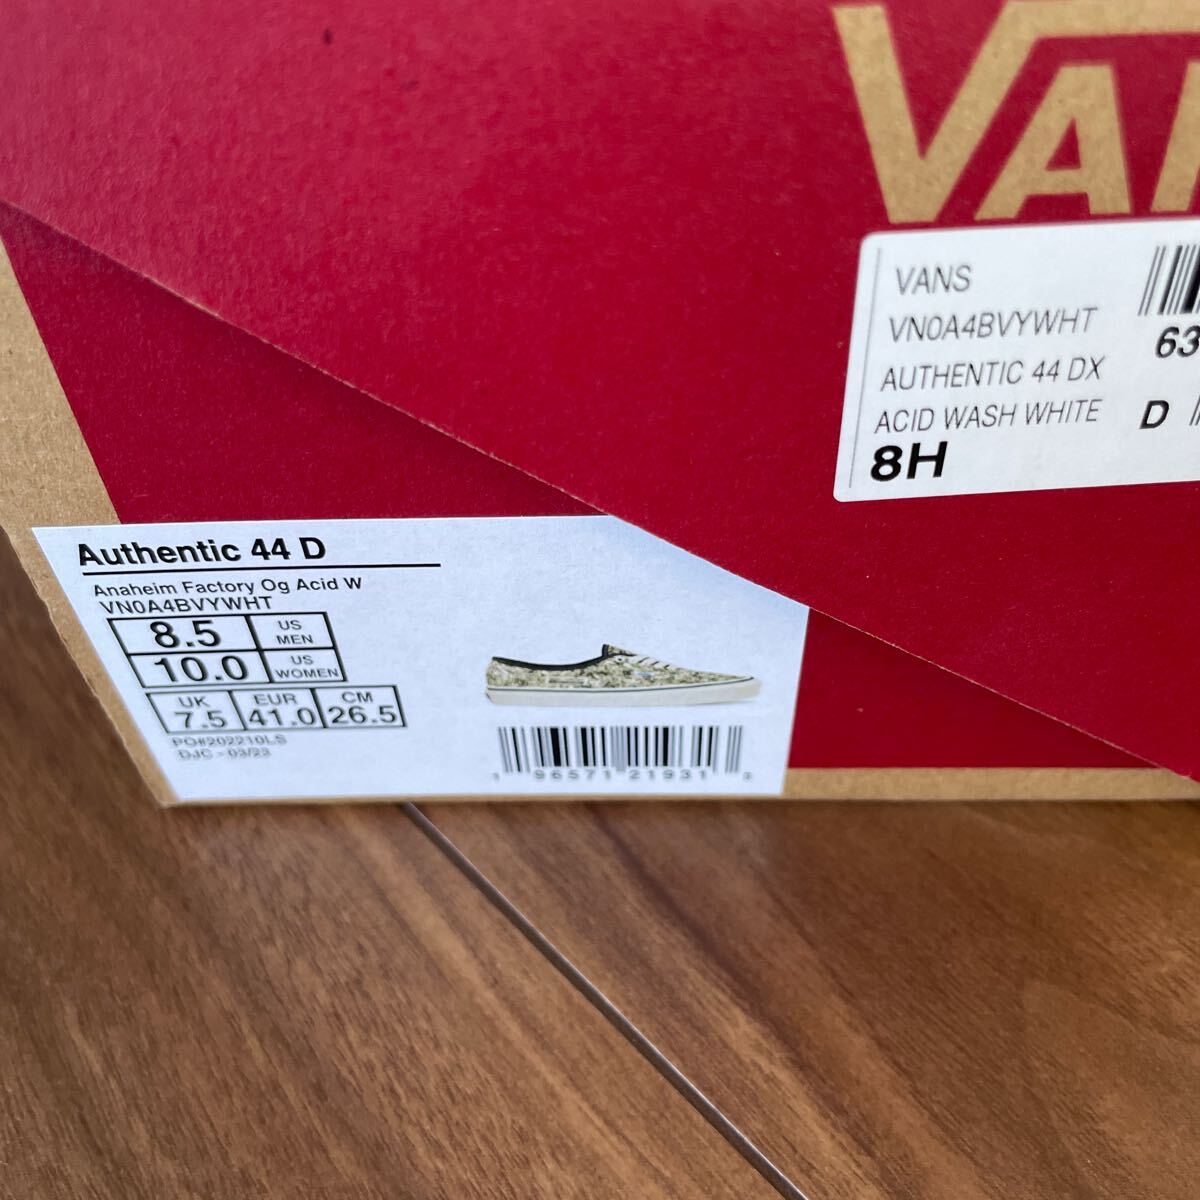 VANS
VN0A4BVYWHT
63
AUTHENTIC 44 DX
ACID WASH WHITE D
8H
Authentic 44 D
Anaheim Factory Og Acid W
VN0A4BVYWHT
8.5 US MEN
10.0 US WOMEN
UK EUR CM
7.5 41.0 26.5
PO#202210LS
DJC - 03/23
1 96571 21931